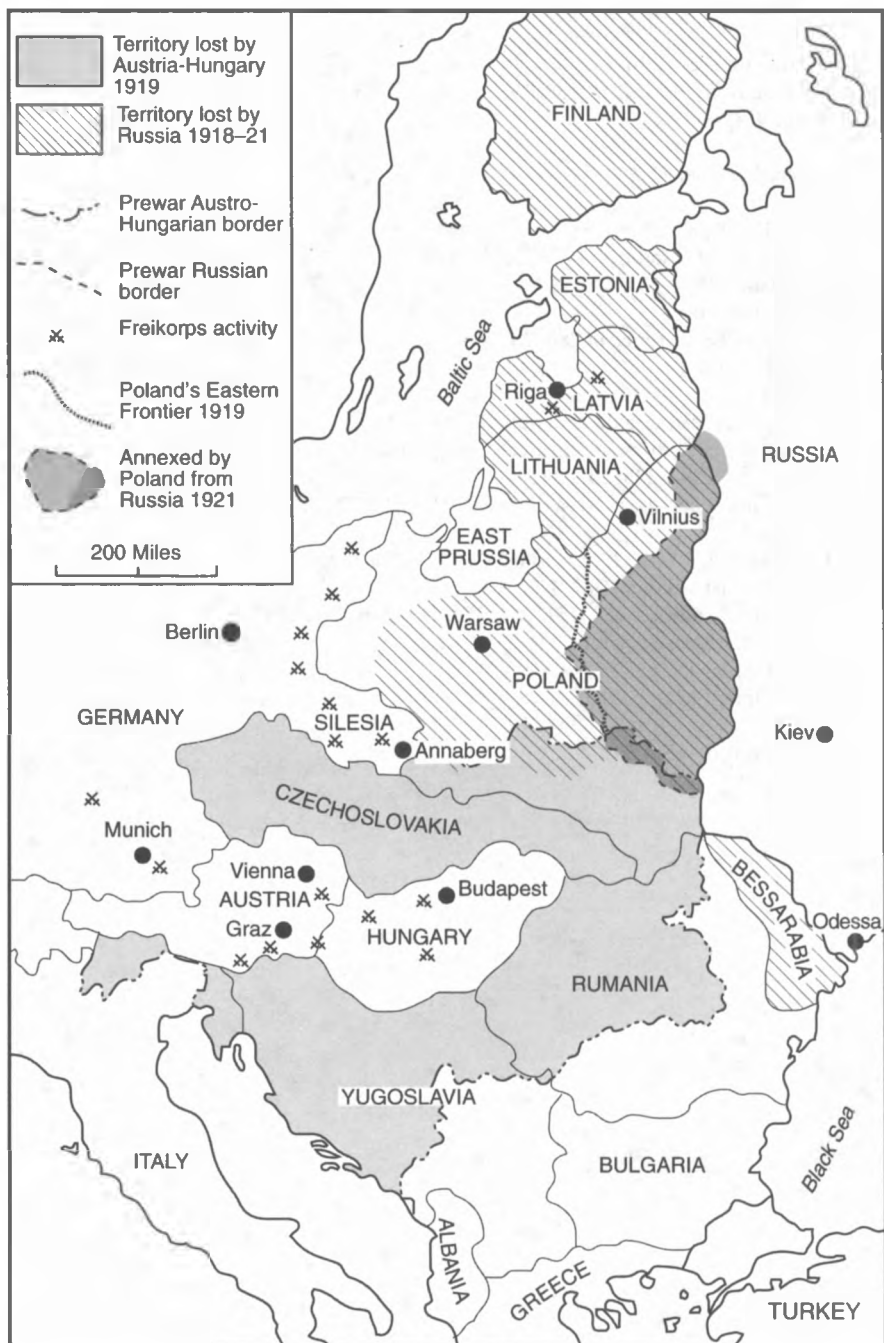 Territory lost by
Austria-Hungary
1919
Territory lost by
Russia 1918–21
Prewar Austro-
Hungarian border
Prewar Russian
border
Freikorps activity
Poland's Eastern
Frontier 1919
Annexed by
Poland from
Russia 1921
200 Miles
FINLAND
ESTONIA
Baltic Sea
Riga
LATVIA
RUSSIA
LITHUANIA
Vilnius
EAST
PRUSSIA
Berlin
Warsaw
POLAND
GERMANY
SILESIA
Annaberg
Kiev
CZECHOSLOVAKIA
Munich
Vienna
AUSTRIA
Budapest
Graz
HUNGARY
BESSARABIA
Odessa
RUMANIA
YUGOSLAVIA
ITALY
BULGARIA
Black Sea
ALBANIA
GREECE
TURKEY